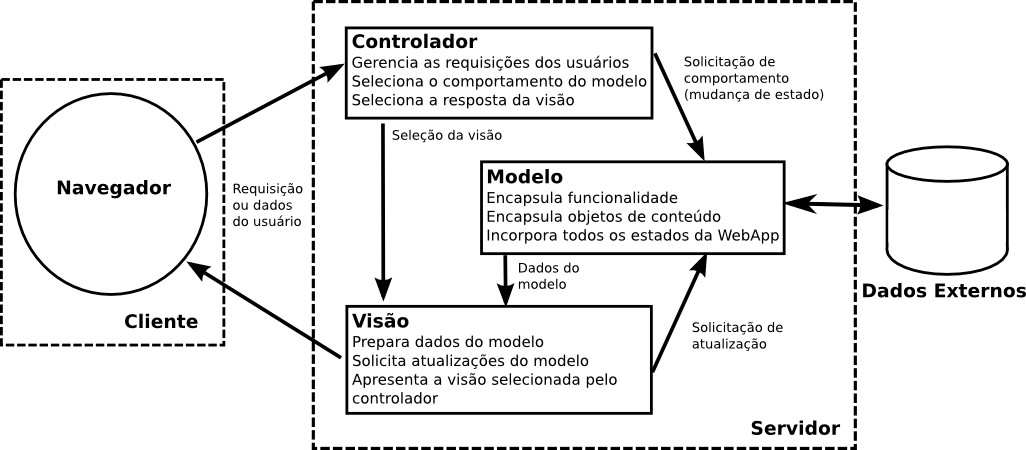 Controlador
Gerencia as requisições dos usuários
Seleciona o comportamento do modelo
Seleciona a resposta da visão
Solicitação de
comportamento
(mudança de estado)
Seleção da visão
Navegador
Requisição
ou dados
do usuário
Modelo
Encapsula funcionalidade
Encapsula objetos de conteúdo
Incorpora todos os estados da WebApp
Dados do
modelo
Dados Externos
Cliente
Visão
Prepara dados do modelo
Solicita atualizações do modelo
Apresenta a visão selecionada pelo
controlador
Solicitação de
atualização
Servidor